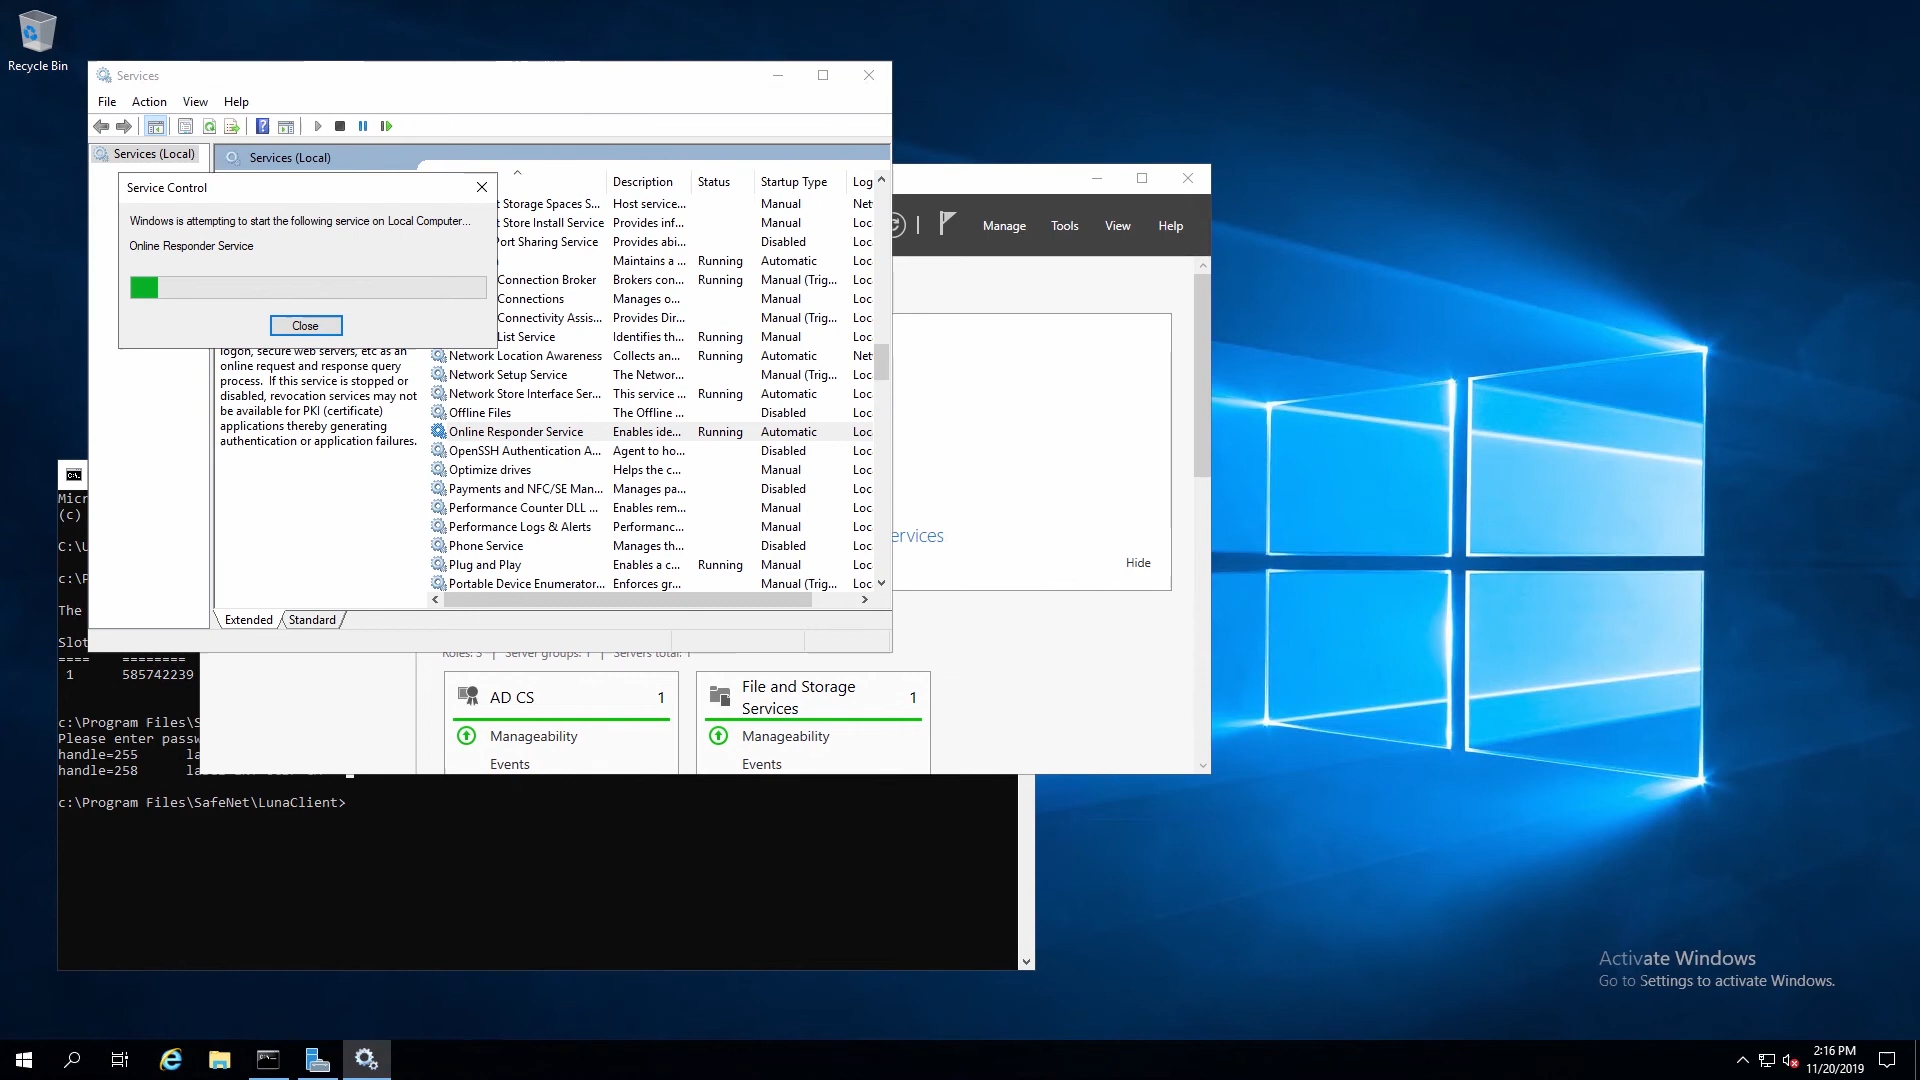 Recycle Bin
Services
File Action View Help
Services (Local)
Services (Local)
Service Control
Windows is attempting to start the following service on Local Computer...
Online Responder Service
Close
logon, secure web servers, etc as an
online request and response query
process. If this service is stopped or
disabled, revocation services may not
be available for PKI (certificate)
applications thereby generating
authentication or application failures.
Description Status Startup Type Log
t Storage Spaces S... Host service... Manual Net
t Store Install Service Provides inf... Manual Loc
ort Sharing Service Provides abi... Disabled Loc
Maintains a ... Running Automatic Loc
Connection Broker Brokers con... Running Manual (Trig... Loc
Connections Manages o... Manual Loc
Connectivity Assis... Provides Dir... Manual (Trig... Loc
List Service Identifies th... Running Manual Loc
Network Location Awareness Collects an... Running Automatic Net
Network Setup Service The Networ... Manual (Trig... Loc
Network Store Interface Ser... This service ... Running Automatic Loc
Offline Files The Offline ... Disabled Loc
Online Responder Service Enables ide... Running Automatic Loc
OpenSSH Authentication A... Agent to ho... Disabled Loc
Optimize drives Helps the c... Manual Loc
Payments and NFC/SE Man... Manages pa... Disabled Loc
Performance Counter DLL ... Enables rem... Manual Loc
Performance Logs & Alerts Performanc... Manual Loc
Phone Service Manages th... Disabled Loc
Plug and Play Enables a c... Running Manual Loc
Portable Device Enumerator... Enforces gr... Manual (Trig... Loc
Extended Standard
Manage Tools View Help
ervices
Hide
Roles: 3 | Server groups: 1 | Servers total: 1
AD CS 1
Manageability
Events
File and Storage
Services 1
Manageability
Events
Micr
(c)
C:\U
c:\P
The
Slot
==== ========
1 585742239
c:\Program Files\S
Please enter passw
handle=255 la
handle=258
c:\Program Files\SafeNet\LunaClient>
Activate Windows
Go to Settings to activate Windows.
2:16 PM
11/20/2019